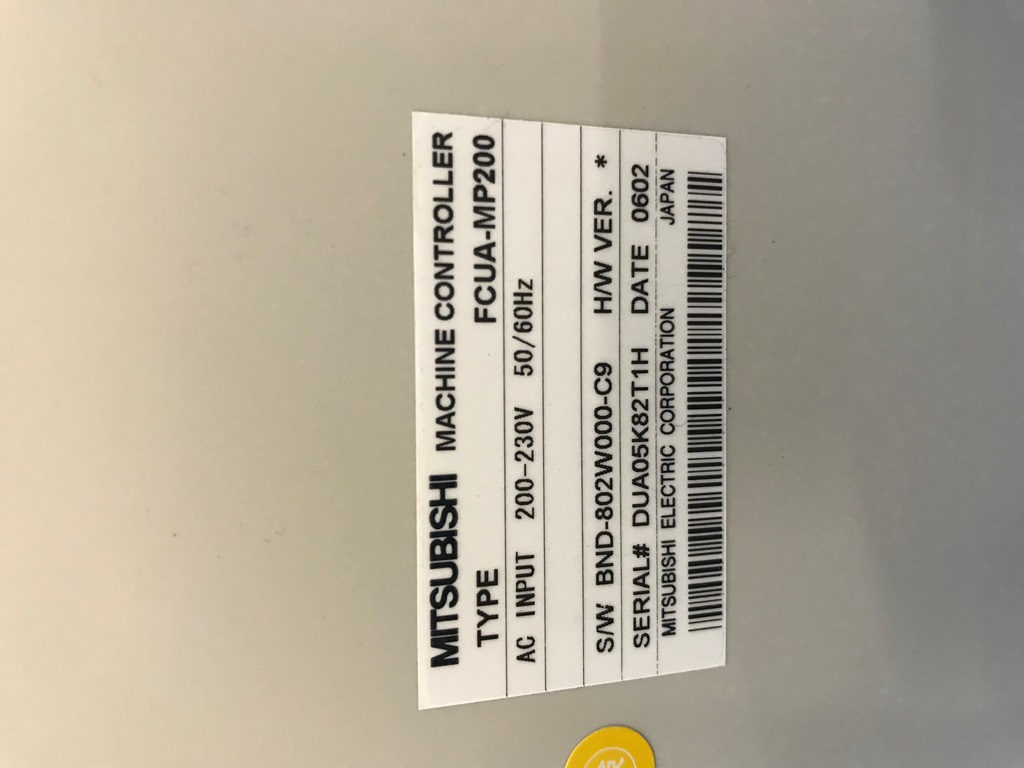 MITSUBISHI MACHINE CONTROLLER
TYPE FCUA-MP200
AC INPUT 200-230V 50/60Hz
S/W BND-802W000-C9 H/W VER. *
SERIAL# DUA05K82T1H DATE 0602
MITSUBISHI ELECTRIC CORPORATION JAPAN